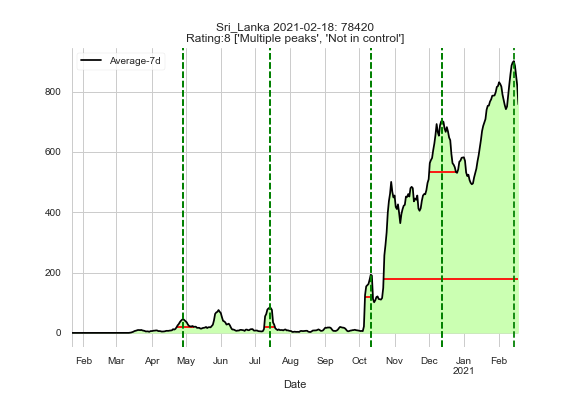 Sri_Lanka 2021-02-18: 78420
Rating:8 ['Multiple peaks', 'Not in control']
Average-7d
800
600
400
200
0
Feb Mar Apr May Jun Jul Aug Sep Oct Nov Dec Jan Feb
2021
Date